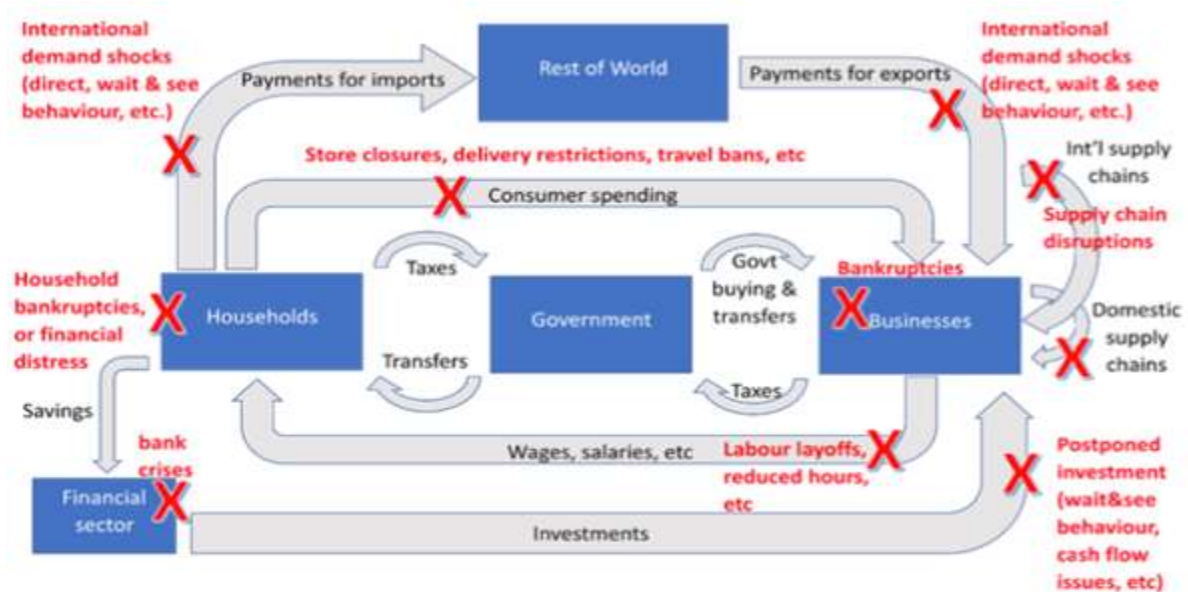 International
demand shocks
(direct, wait & see
behaviour, etc.)
Payments for imports
Rest of World
Payments for exports
International
demand shocks
(direct, wait & see
behaviour, etc.)
Store closures, delivery restrictions, travel bans, etc
Consumer spending
Int'l supply
chains
Supply chain
disruptions
Household
bankruptcies,
or financial
distress
Households
Taxes
Transfers
Government
Govt
buying &
transfers
Taxes
Bankruptcies
Businesses
Domestic
supply
chains
Savings
bank
crises
Financial
sector
Wages, salaries, etc
Labour layoffs,
reduced hours,
etc
Investments
Postponed
investment
(wait&see
behaviour,
cash flow
issues, etc)